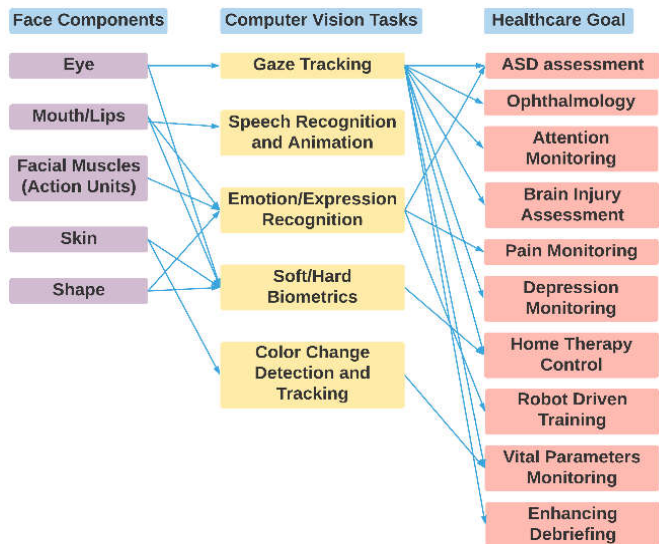 Face Components
Computer Vision Tasks
Healthcare Goal
Eye
Mouth/Lips
Facial Muscles
(Action Units)
Skin
Shape
Gaze Tracking
Speech Recognition
and Animation
Emotion/Expression
Recognition
Soft/Hard
Biometrics
Color Change
Detection and
Tracking
ASD assessment
Ophthalmology
Attention
Monitoring
Brain Injury
Assessment
Pain Monitoring
Depression
Monitoring
Home Therapy
Control
Robot Driven
Training
Vital Parameters
Monitoring
Enhancing
Debriefing